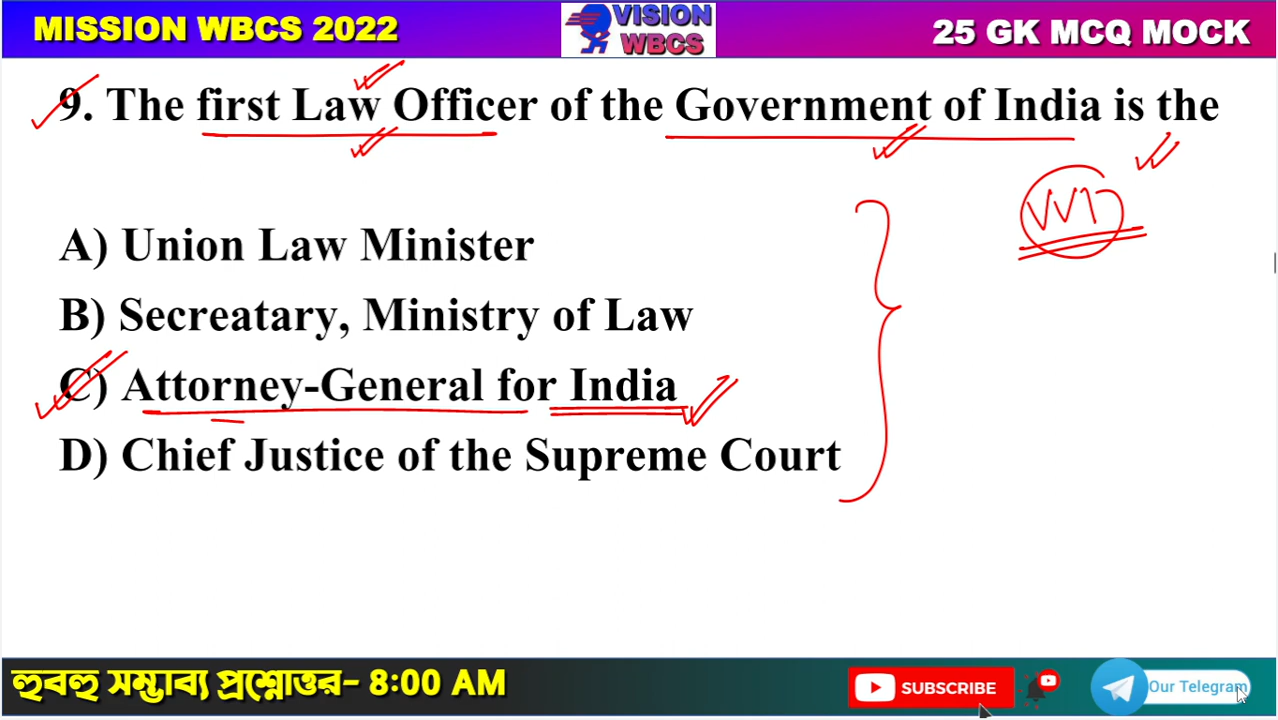 MISSION WBCS 2022
VISION
WBCS
25 GK MCQ MOCK
9. The first Law Officer of the Government of India is the
VVI
A) Union Law Minister
B) Secreatary, Ministry of Law
C) Attorney-General for India
D) Chief Justice of the Supreme Court
হুবহু সম্ভাব্য প্রশ্নোত্তর- 8:00 AM
SUBSCRIBE
Our Telegram